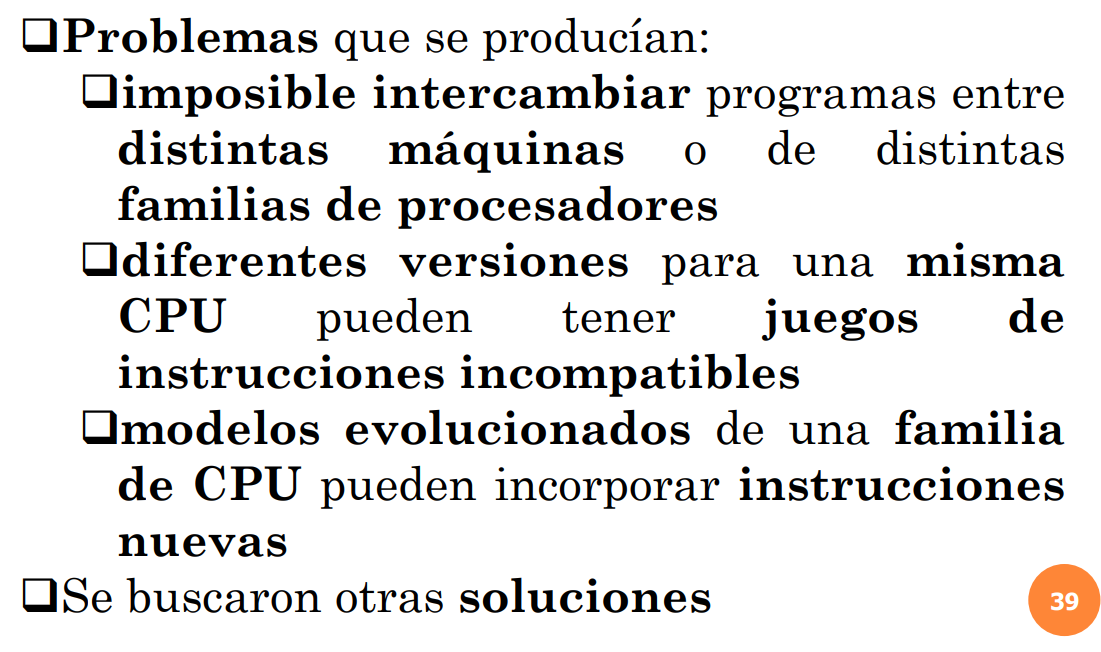 ❑Problemas que se producían:
❑imposible intercambiar programas entre
distintas máquinas o de distintas
familias de procesadores
❑diferentes versiones para una misma
CPU pueden tener juegos de
instrucciones incompatibles
❑modelos evolucionados de una familia
de CPU pueden incorporar instrucciones
nuevas
❑Se buscaron otras soluciones
39